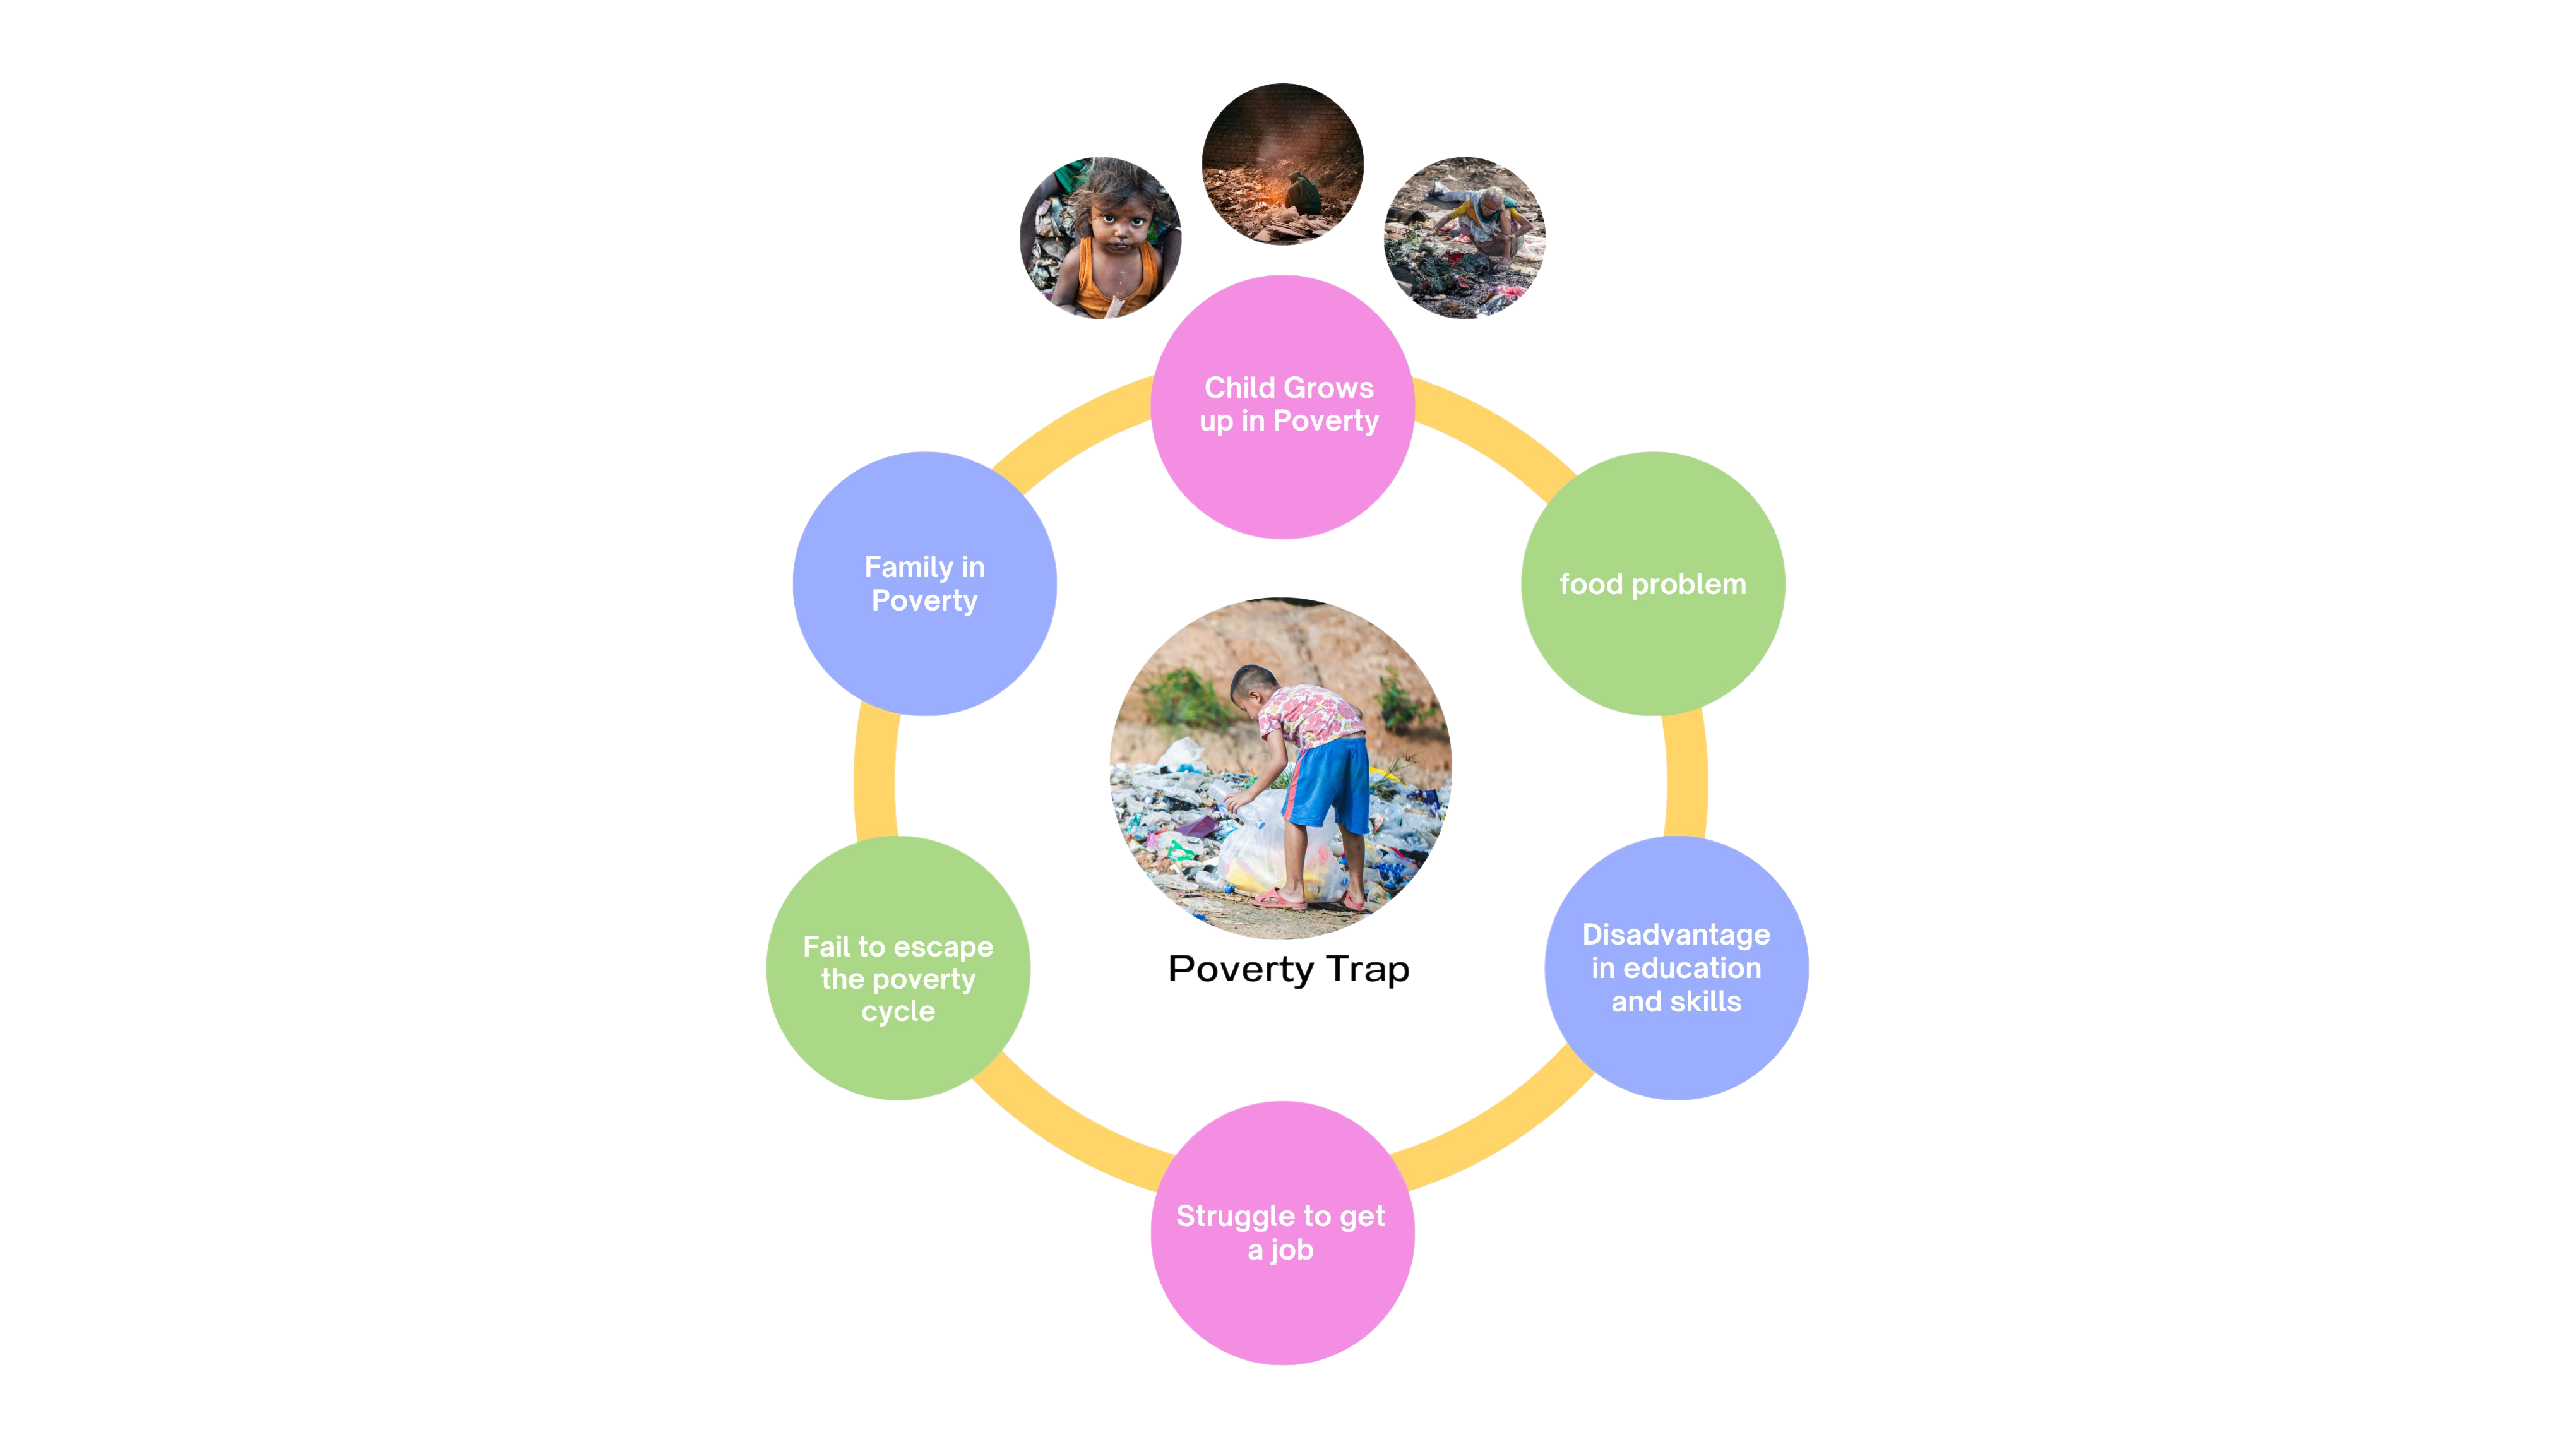 Child Grows
up in Poverty
Family in
Poverty
food problem
Fail to escape
the poverty
cycle
Poverty Trap
Disadvantage
in education
and skills
Struggle to get
a job